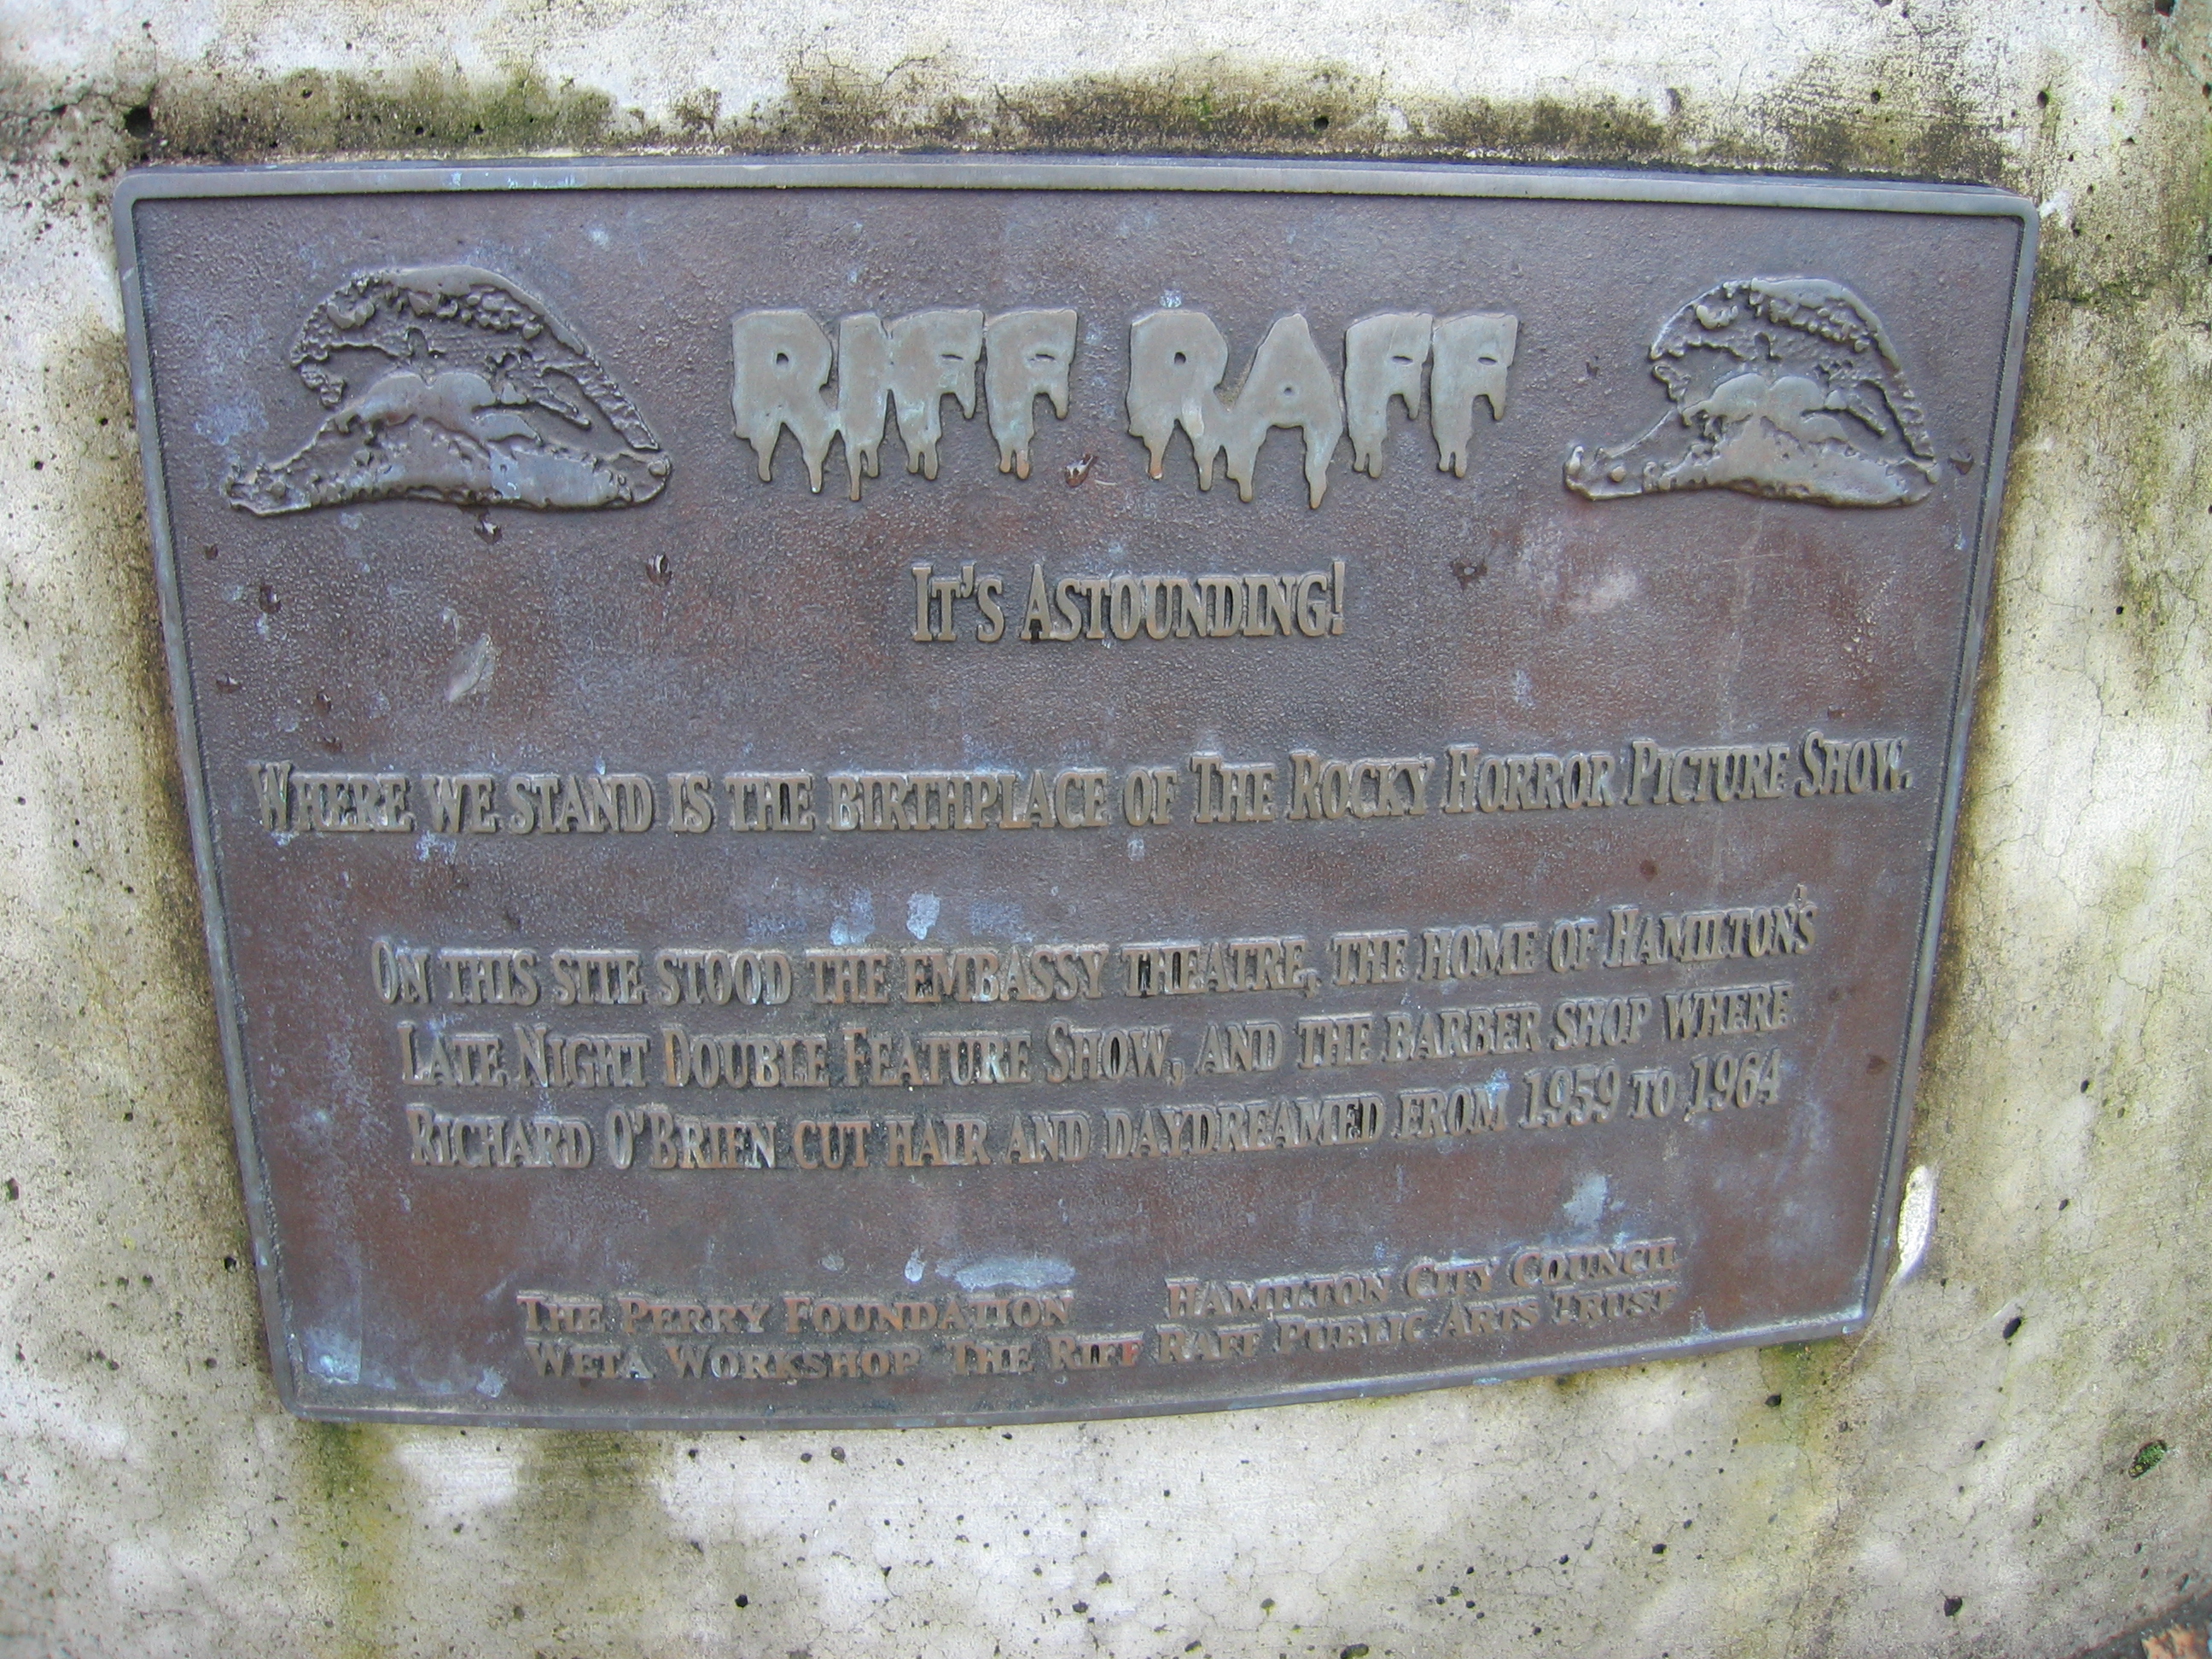 RIFF RAFF
IT'S ASTOUNDING!
WHERE WE STAND IS THE BIRTHPLACE OF THE ROCKY HORROR PICTURE SHOW.
ON THIS SITE STOOD THE EMBASSY THEATRE, THE HOME OF HAMILTON'S
LATE NIGHT DOUBLE FEATURE SHOW, AND THE BARBER SHOP WHERE
RICHARD O'BRIEN CUT HAIR AND DAYDREAMED FROM 1959 TO 1964
THE PERRY FOUNDATION HAMILTON CITY COUNCIL
WETA WORKSHOP THE RIFF RAFF PUBLIC ARTS TRUST